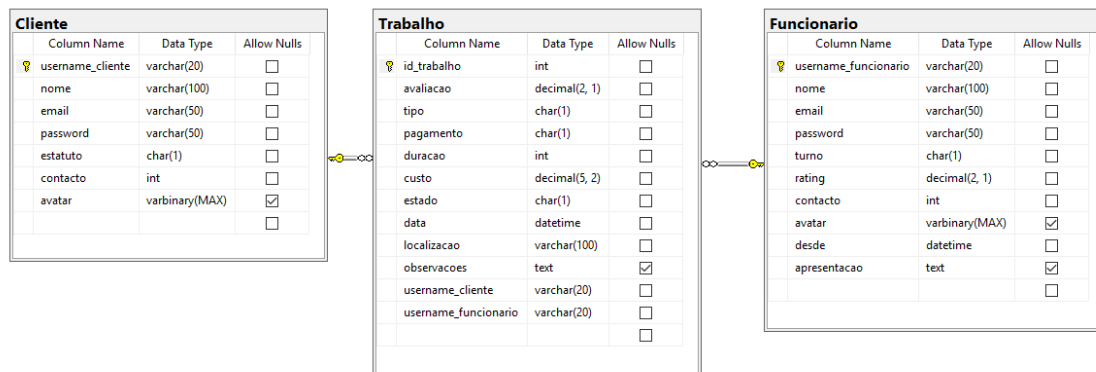 Cliente
Column Name Data Type Allow Nulls
username_cliente varchar(20)
nome varchar(100)
email varchar(50)
password varchar(50)
estatuto char(1)
contacto int
avatar varbinary(MAX)
Trabalho
Column Name Data Type Allow Nulls
id_trabalho int
avaliacao decimal(2, 1)
tipo char(1)
pagamento char(1)
duracao int
custo decimal(5, 2)
estado char(1)
data datetime
localizacao varchar(100)
observacoes text
username_cliente varchar(20)
username_funcionario varchar(20)
Funcionario
Column Name Data Type Allow Nulls
username_funcionario varchar(20)
nome varchar(100)
email varchar(50)
password varchar(50)
turno char(1)
rating decimal(2, 1)
contacto int
avatar varbinary(MAX)
desde datetime
apresentacao text